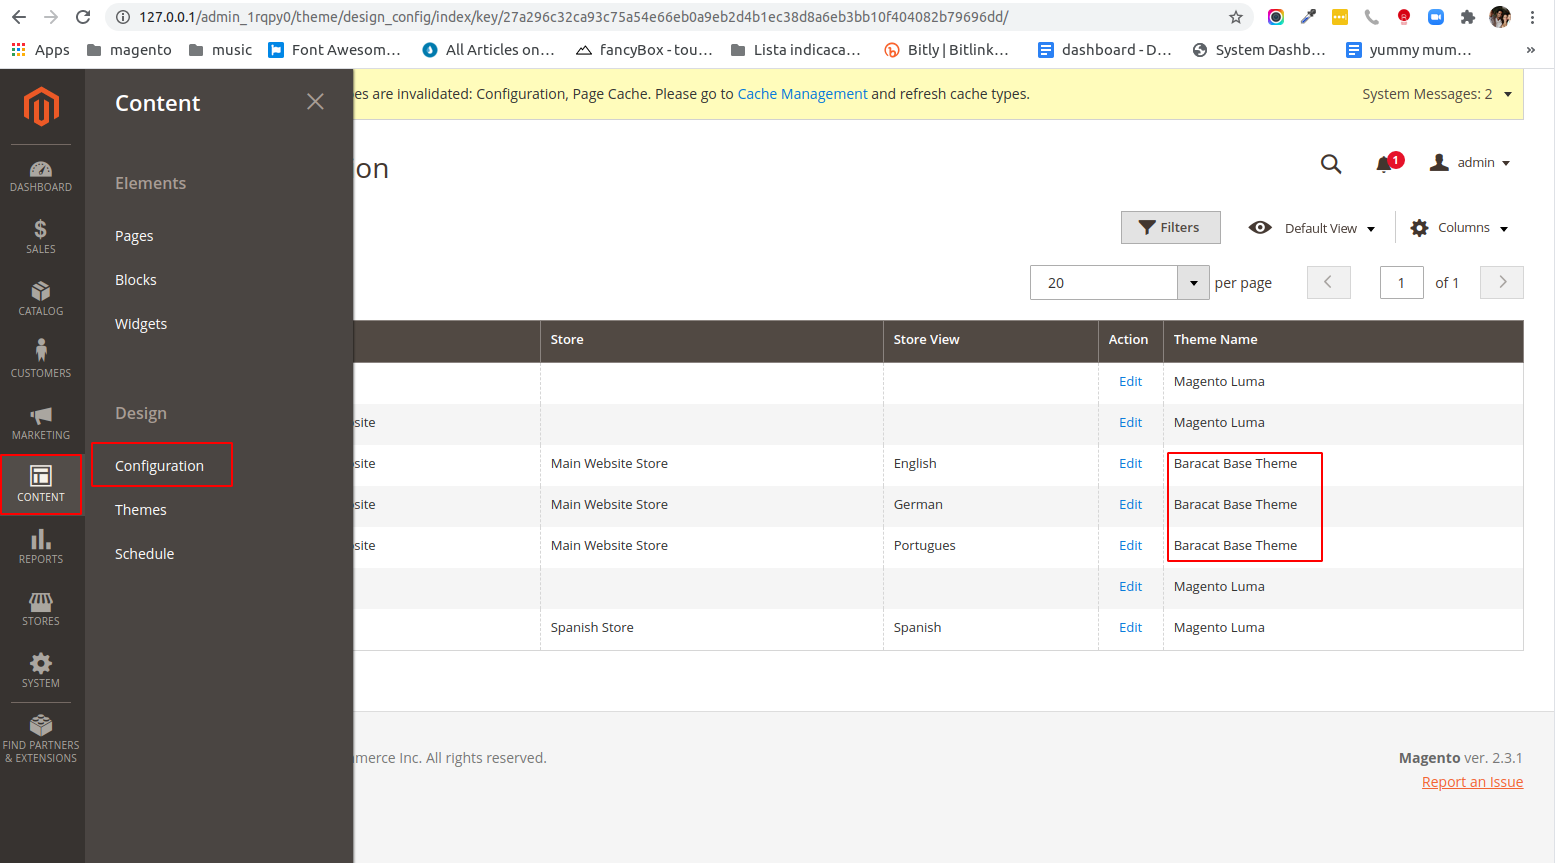 127.0.0.1/admin_1rqpy0/theme/design_config/index/key/27a296c32ca93c75a54e66eb0a9eb2d4b1ec38d8a6eb3bb10f404082b79696dd/
Apps magento music Font Awesom... All Articles on... fancyBox - tou... Lista indicaca... Bitly | Bitlink... dashboard - D... System Dashb... yummy mum... »
Content
es are invalidated: Configuration, Page Cache. Please go to Cache Management and refresh cache types.
System Messages: 2
on
1
admin
DASHBOARD
SALES
CATALOG
CUSTOMERS
MARKETING
CONTENT
REPORTS
STORES
SYSTEM
FIND PARTNERS
& EXTENSIONS
Elements
Pages
Blocks
Widgets
Design
Configuration
Themes
Schedule
Filters Default View Columns
20 per page 1 of 1
Store Store View Action Theme Name
Edit Magento Luma
site Edit Magento Luma
site Main Website Store English Edit Baracat Base Theme
site Main Website Store German Edit Baracat Base Theme
site Main Website Store Portugues Edit Baracat Base Theme
Edit Magento Luma
Spanish Store Spanish Edit Magento Luma
merce Inc. All rights reserved.
Magento ver. 2.3.1
Report an Issue